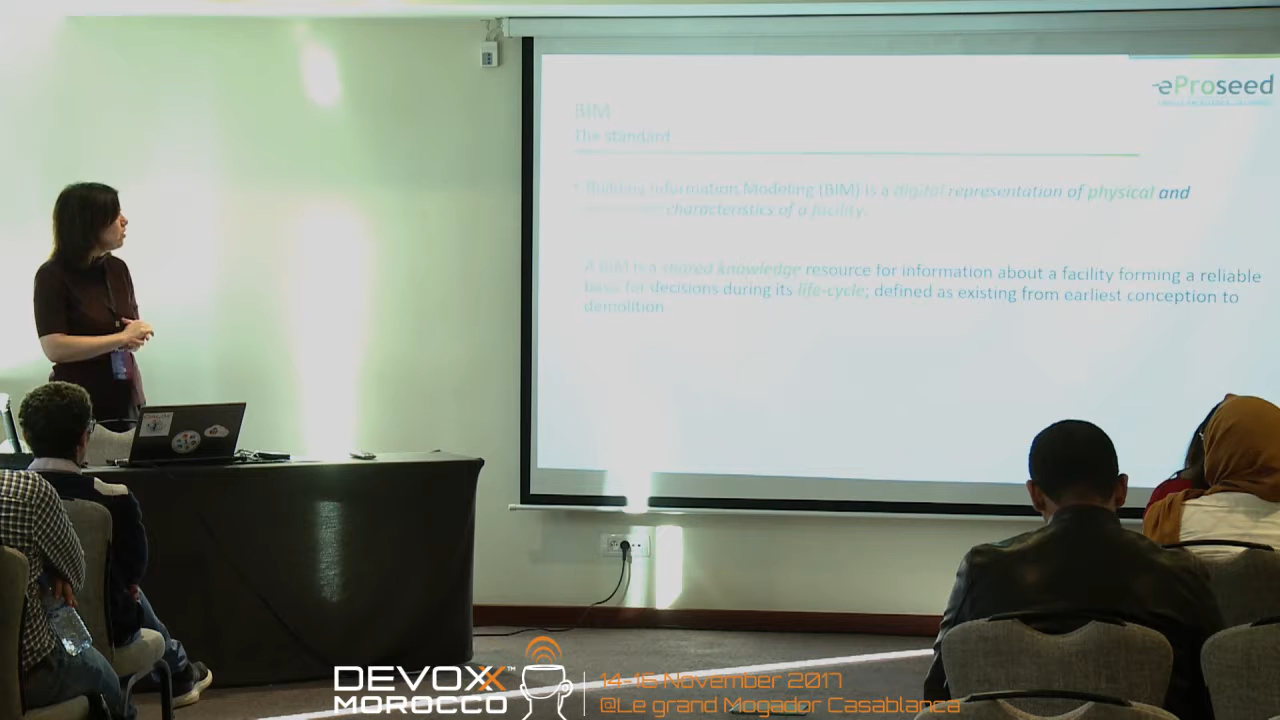 eProseed
BIM
The standard
• Building Information Modeling (BIM) is a digital representation of physical and
characteristics of a facility.
A BIM is a shared knowledge resource for information about a facility forming a reliable
basis for decisions during its life-cycle; defined as existing from earliest conception to
demolition
DEVOXX™
MOROCCO
14-16 November 2017
@Le grand Mogador Casablanca